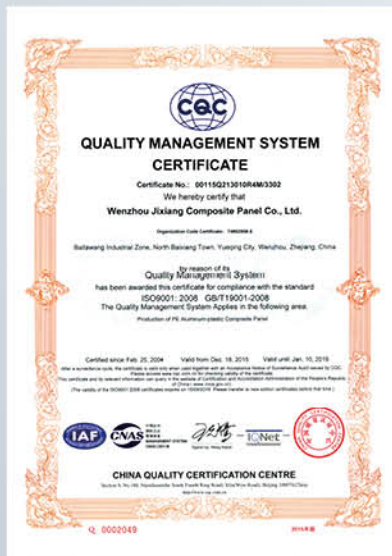 CQC
QUALITY MANAGEMENT SYSTEM
CERTIFICATE
Certificate No.: 00115Q213010R4M/3302
We hereby certify that
Wenzhou Jixiang Composite Panel Co., Ltd.
Organization Code Certificate:
Baitawang Industrial Zone, North Baixiang Town, Yueqing City, Wenzhou, Zhejiang, China
by reason of its
Quality Management System
has been awarded this certificate for compliance with the standard
ISO9001: 2008 GB/T19001-2008
The Quality Management System Applies in the following area:
Production of PE Aluminum-plastic Composite Panel
Certified since Feb. 25, 2004 Valid from Dec. 18, 2015 Valid until Jan. 10, 2019
IAF
CNAS
IQNet
CHINA QUALITY CERTIFICATION CENTRE
Q 0002049